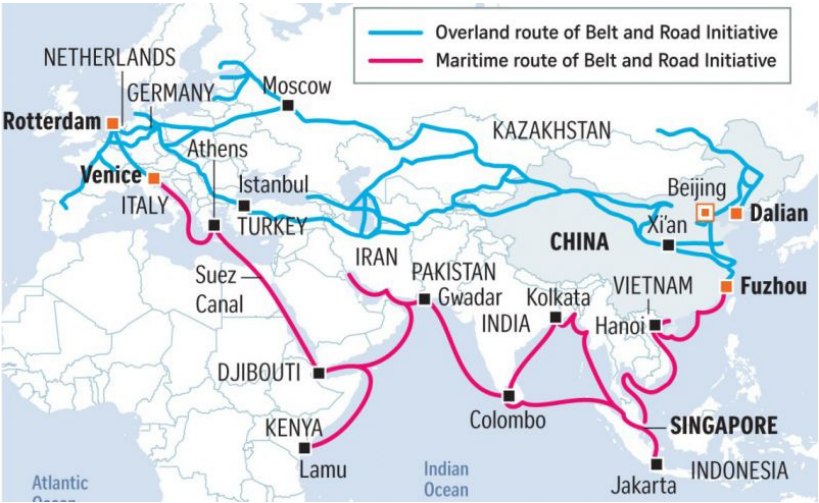 Overland route of Belt and Road Initiative
Maritime route of Belt and Road Initiative
NETHERLANDS
GERMANY
Moscow
Rotterdam
KAZAKHSTAN
Athens
Venice
Istanbul
Beijing
ITALY
TURKEY
Xi'an
Dalian
CHINA
IRAN
Suez
Canal
PAKISTAN
Gwadar
Kolkata
VIETNAM
Fuzhou
INDIA
Hanoi
DJIBOUTI
Colombo
KENYA
SINGAPORE
Lamu
Indian
Ocean
Jakarta
INDONESIA
Atlantic
Ocean